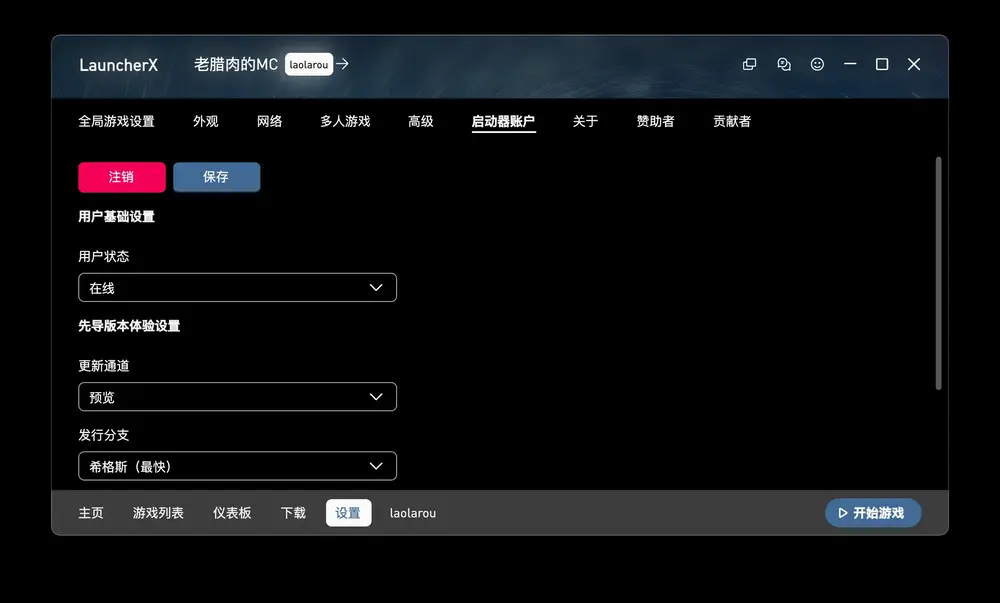 LauncherX 老腊肉的MC laolarou
全局游戏设置 外观 网络 多人游戏 高级 启动器账户 关于 赞助者 贡献者
注销 保存
用户基础设置
用户状态
在线
先导版本体验设置
更新通道
预览
发行分支
希格斯（最快）
主页 游戏列表 仪表板 下载 设置 laolarou 开始游戏